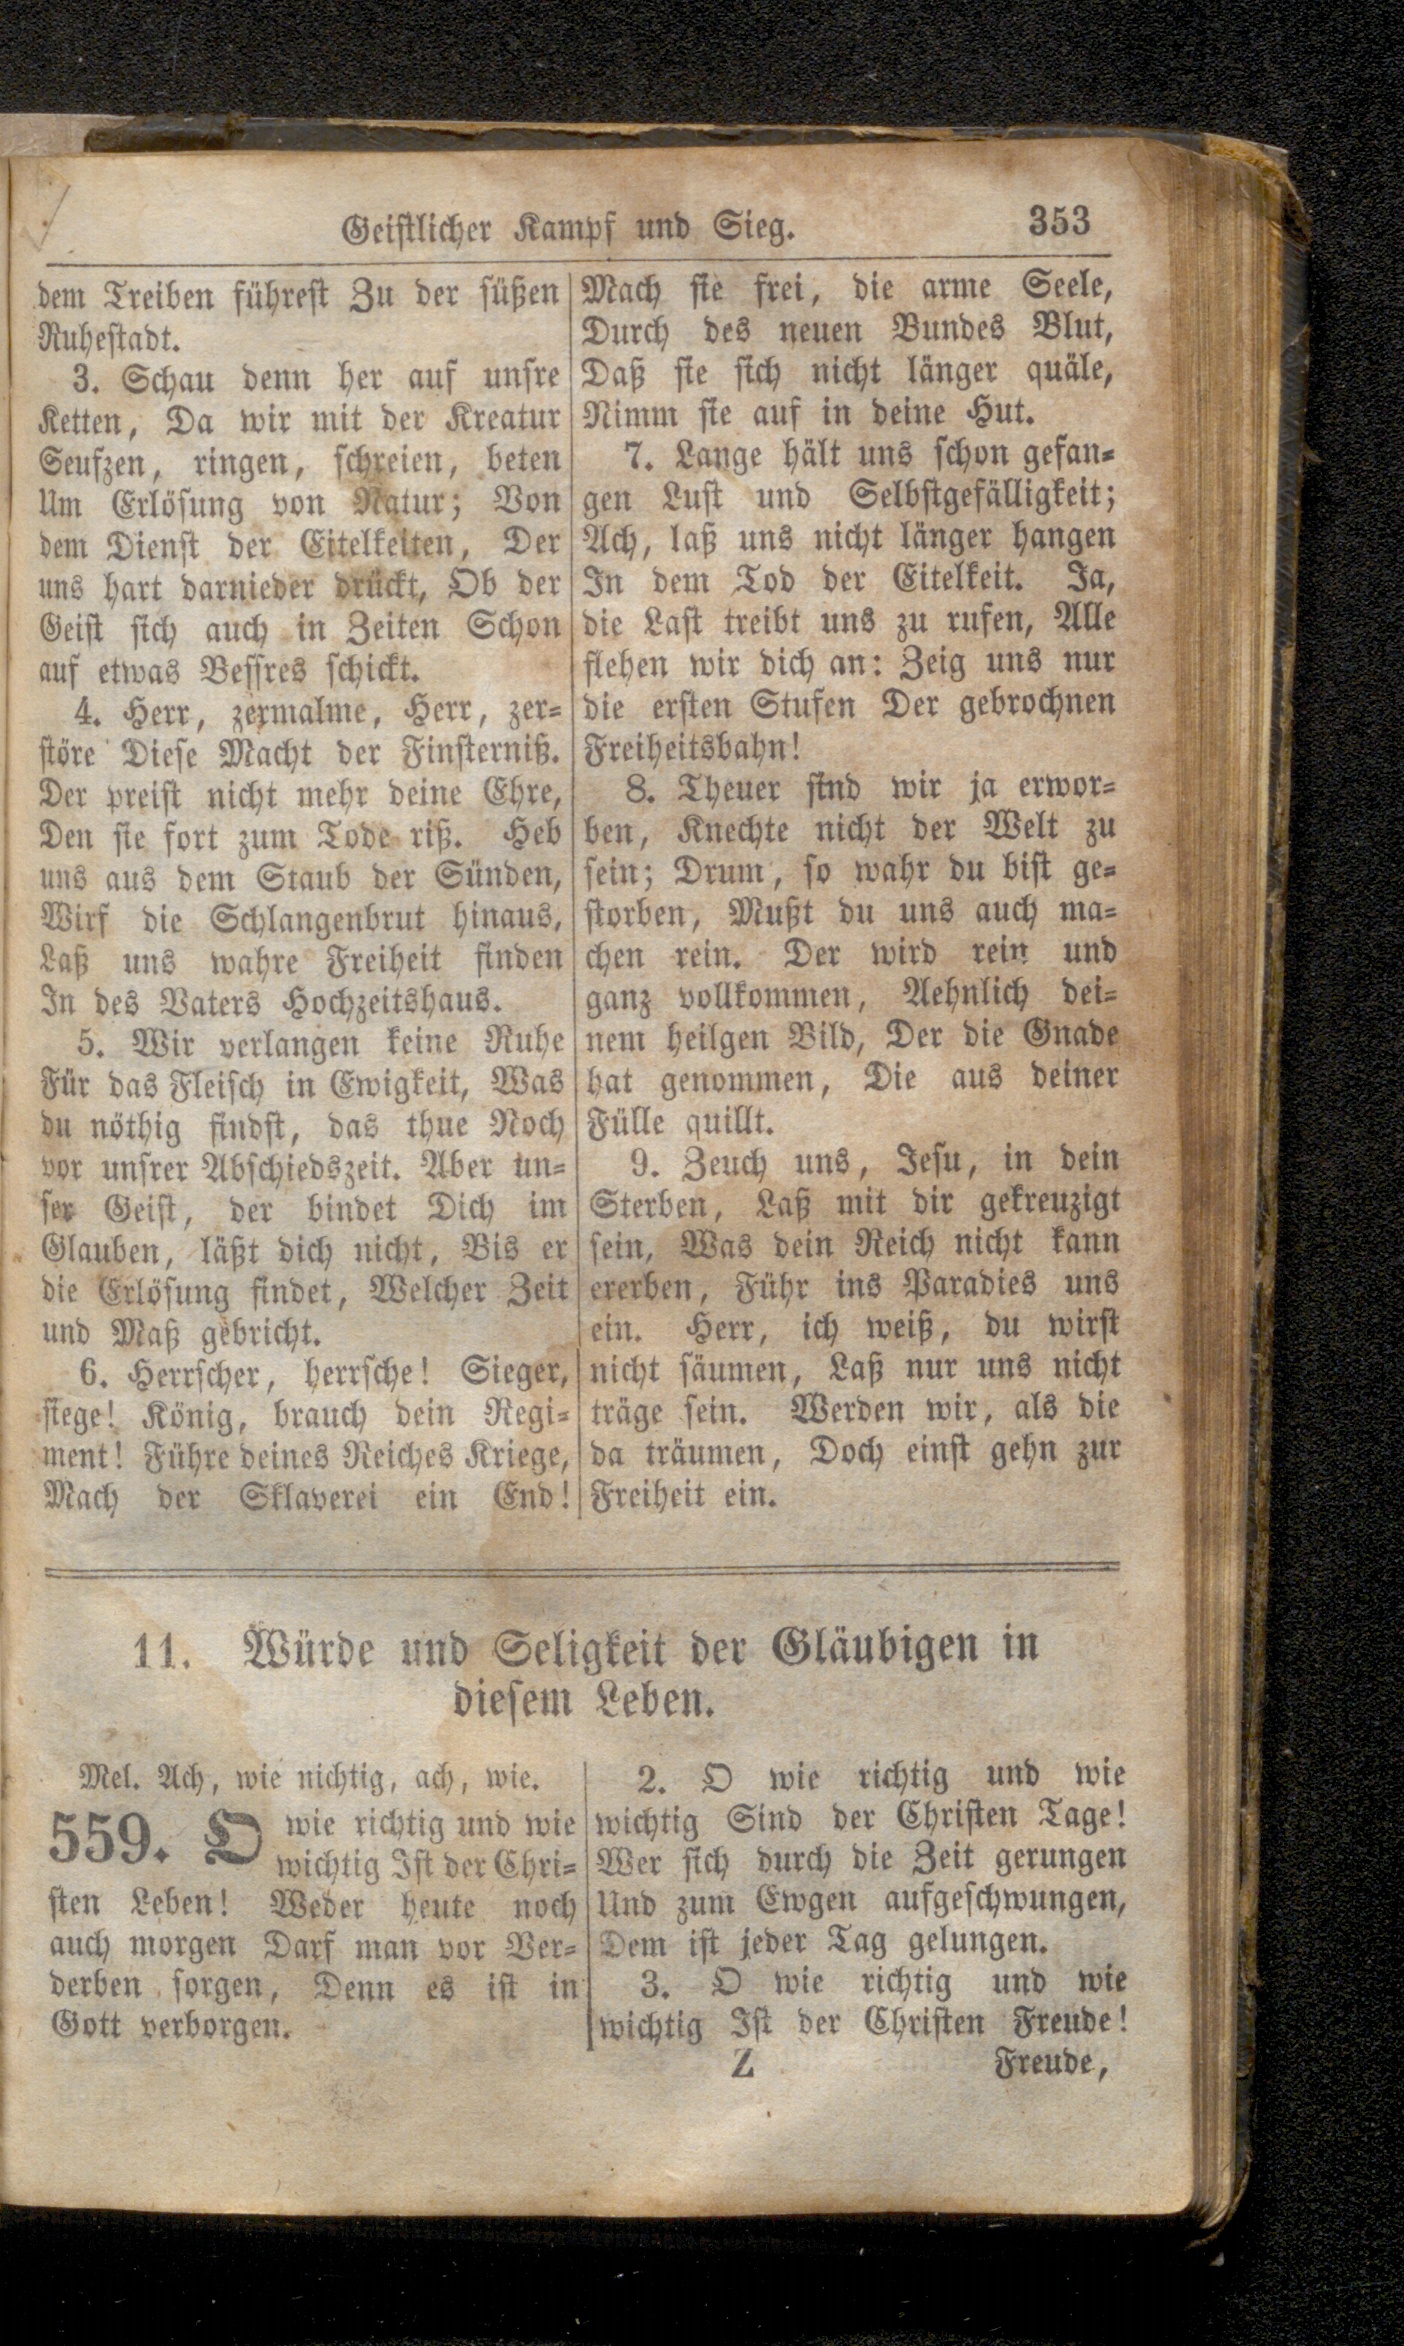 Geistlicher Kampf und Sieg. 353
dem Treiben führest Zu der süßen
Ruhestadt.
3. Schau denn her auf unsre
Ketten, Da wir mit der Kreatur
Seufzen, ringen, schreien, beten
Um Erlösung von Natur; Von
dem Dienst der Eitelkeiten, Der
uns hart darnieder drückt, Ob der
Geist sich auch in Zeiten Schon
auf etwas Bessres schickt.
4. Herr, zermalme, Herr, zer-
störe Diese Macht der Finsterniß.
Der preist nicht mehr deine Ehre,
Den sie fort zum Tode riß. Heb
uns aus dem Staub der Sünden,
Wirf die Schlangenbrut hinaus,
Laß uns wahre Freiheit finden
In des Vaters Hochzeitshaus.
5. Wir verlangen keine Ruhe
Für das Fleisch in Ewigkeit, Was
du nöthig findst, das thue Noch
vor unsrer Abschiedszeit. Aber un-
ser Geist, der bindet Dich im
Glauben, läßt dich nicht, Bis er
die Erlösung findet, Welcher Zeit
und Maß gebricht.
6. Herrscher, herrsche! Sieger,
siege! König, brauch dein Regi-
ment! Führe deines Reiches Kriege,
Mach der Sklaverei ein End!
Mach sie frei, die arme Seele,
Durch des neuen Bundes Blut,
Daß sie sich nicht länger quäle,
Nimm sie auf in deine Hut.
7. Lange hält uns schon gefan-
gen Lust und Selbstgefälligkeit;
Ach, laß uns nicht länger hangen
In dem Tod der Eitelkeit. Ja,
die Last treibt uns zu rufen, Alle
flehen wir dich an: Zeig uns nur
die ersten Stufen Der gebrochnen
Freiheitsbahn!
8. Theuer sind wir ja erwor-
ben, Knechte nicht der Welt zu
sein; Drum, so wahr du bist ge-
storben, Mußt du uns auch ma-
chen rein. Der wird rein und
ganz vollkommen, Aehnlich dei-
nem heilgen Bild, Der die Gnade
hat genommen, Die aus deiner
Fülle quillt.
9. Zeuch uns, Jesu, in dein
Sterben, Laß mit dir gekreuzigt
sein, Was dein Reich nicht kann
ererben, Führ ins Paradies uns
ein. Herr, ich weiß, du wirst
nicht säumen, Laß nur uns nicht
träge sein. Werden wir, als die
da träumen, Doch einst gehn zur
Freiheit ein.
11. Würde und Seligkeit der Gläubigen in
diesem Leben.
Mel. Ach, wie nichtig, ach, wie.
559. O wie richtig und wie
wichtig Ist der Chri-
sten Leben! Weder heute noch
auch morgen Darf man vor Ver-
derben sorgen, Denn es ist in
Gott verborgen.
2. O wie richtig und wie
wichtig Sind der Christen Tage!
Wer sich durch die Zeit gerungen
Und zum Ewgen aufgeschwungen,
Dem ist jeder Tag gelungen.
3. O wie richtig und wie
wichtig Ist der Christen Freude!
Z Freude,